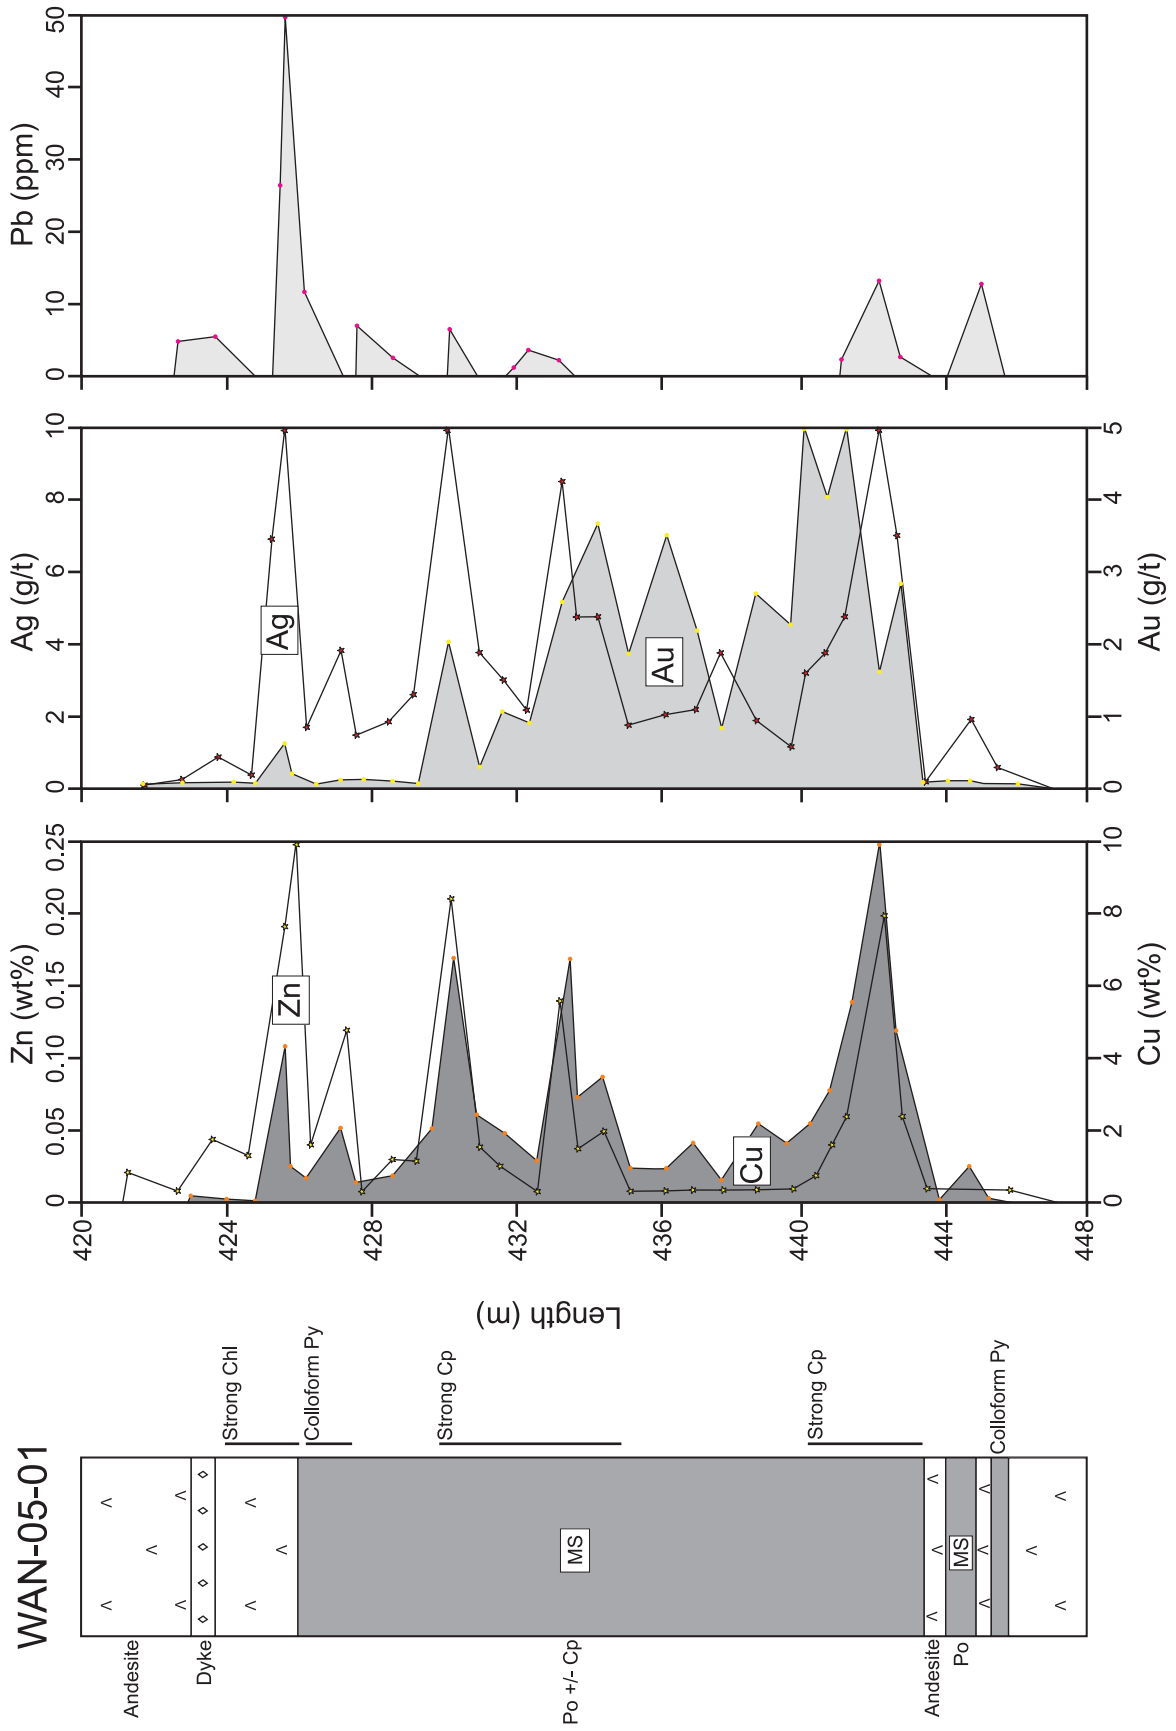 WAN-05-01
Andesite
Dyke
Po +/- Cp
Andesite
Po
MS
MS
Strong Chl
Colloform Py
Strong Cp
Strong Cp
Colloform Py
Length (m)
420
424
428
432
436
440
444
448
Zn (wt%)
0
0.05
0.10
0.15
0.20
0.25
Cu (wt%)
0
2
4
6
8
10
Zn
Cu
Ag (g/t)
0
2
4
6
8
10
Au (g/t)
0
1
2
3
4
5
Ag
Au
Pb (ppm)
0
10
20
30
40
50